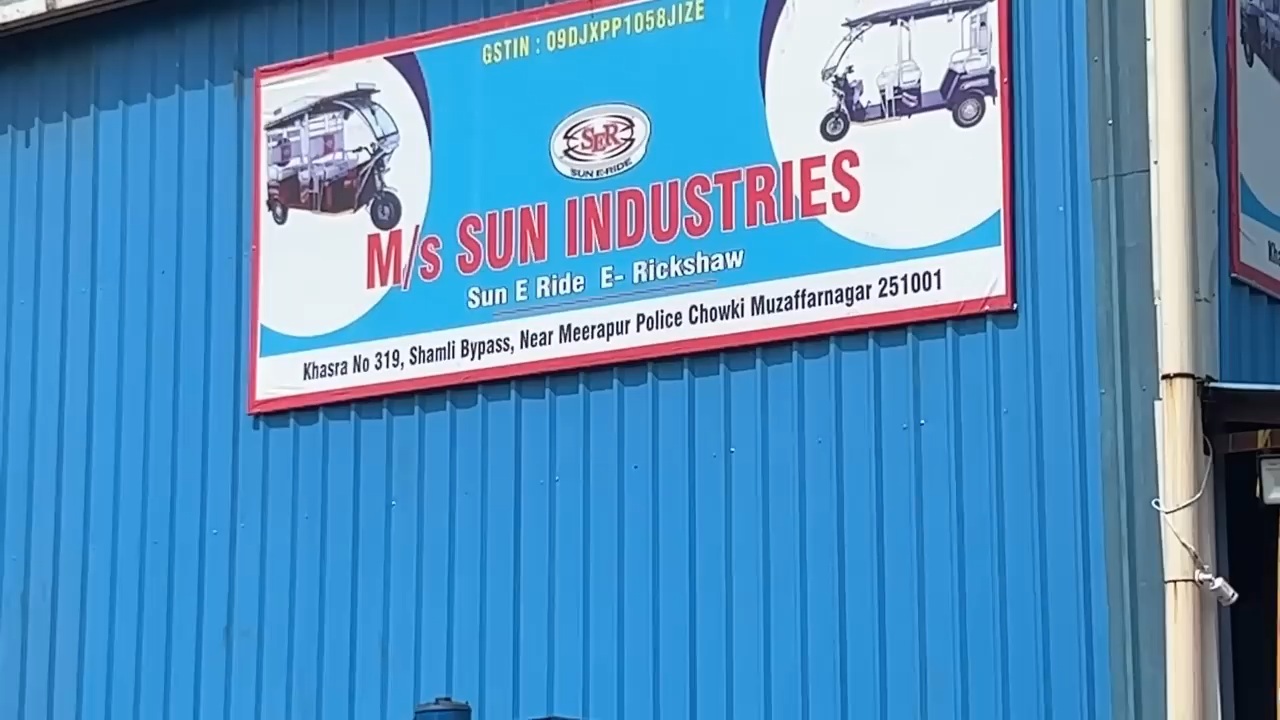 GSTIN : 09DJXPP1058JIZE
SER
SUN E-RIDE
M/s SUN INDUSTRIES
Sun E Ride E- Rickshaw
Khasra No 319, Shamli Bypass, Near Meerapur Police Chowki Muzaffarnagar 251001